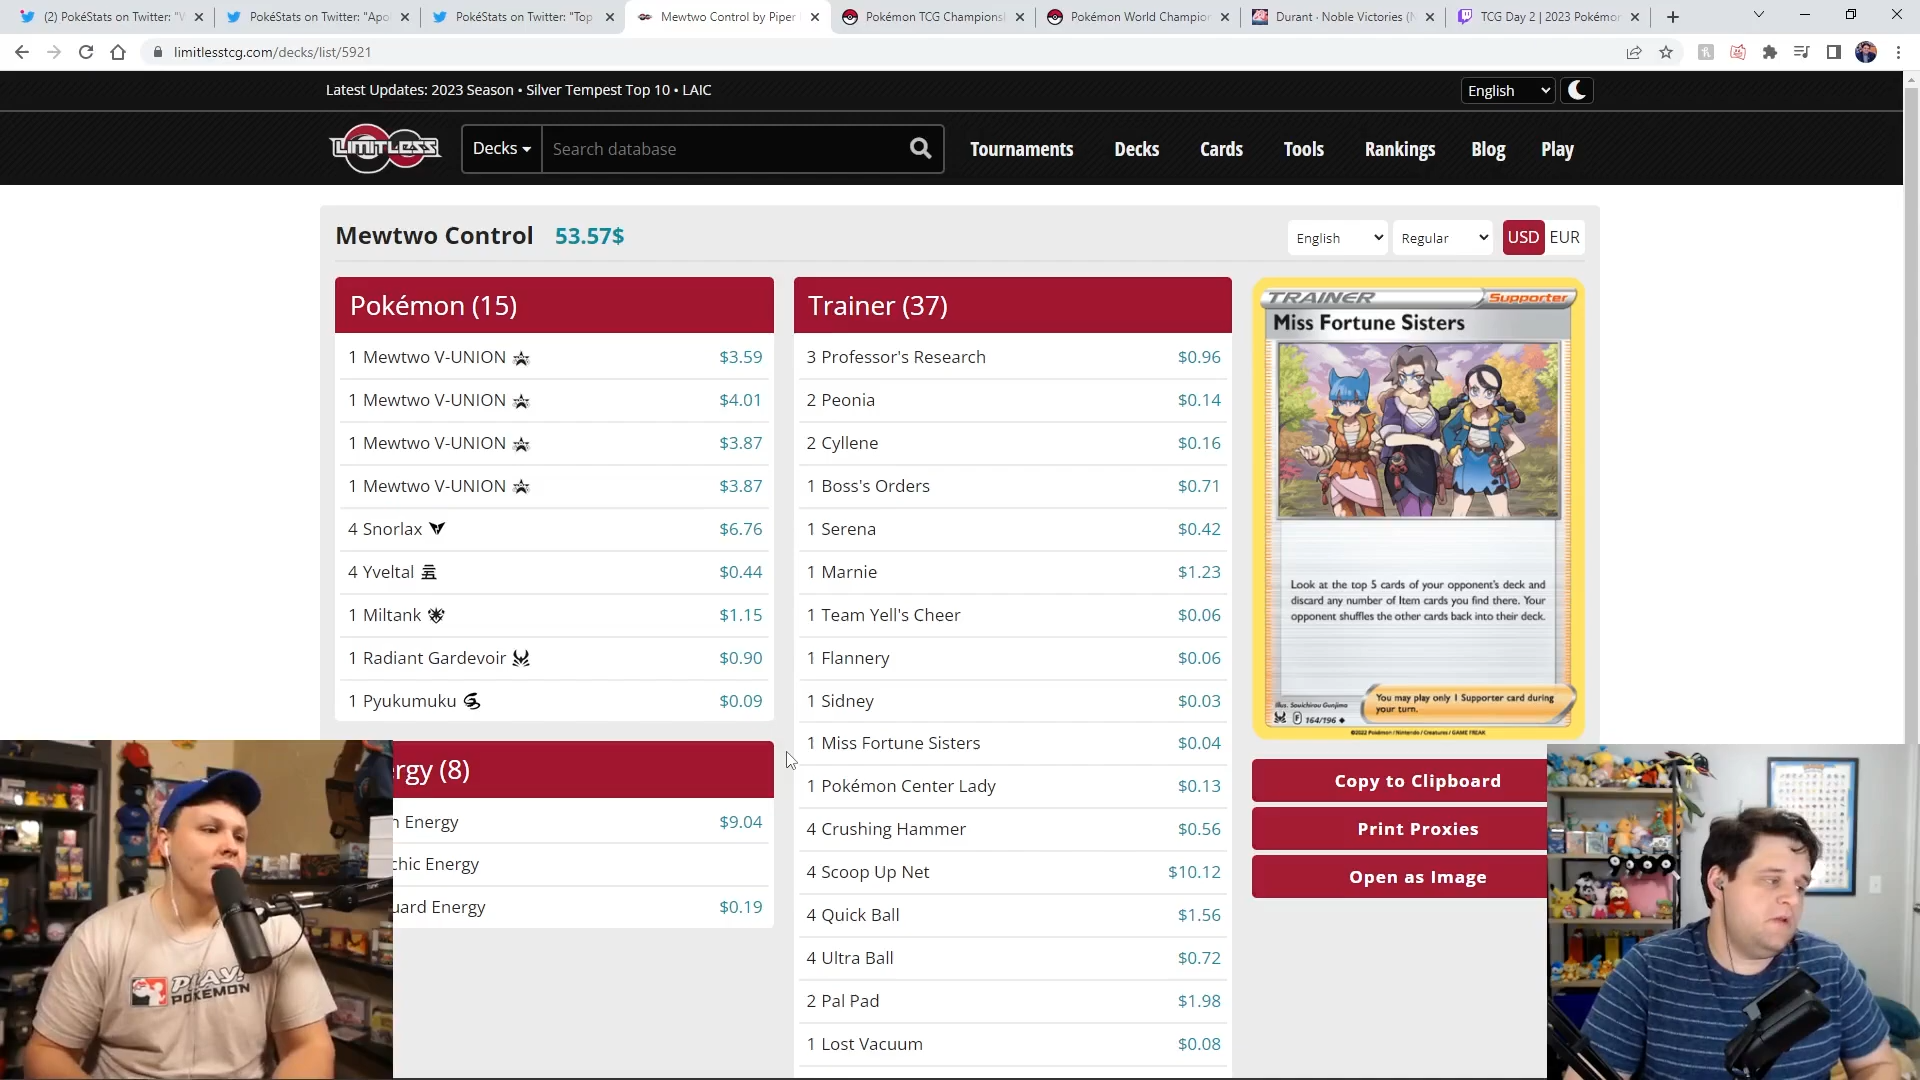 (2) PokéStats on Twitter: "V
PokéStats on Twitter: "Apo
PokéStats on Twitter: "Top
Mewtwo Control by Piper
Pokémon TCG Champions
Pokémon World Champion
Durant · Noble Victories (N
TCG Day 2 | 2023 Pokémon
limitlesstcg.com/decks/list/5921
Latest Updates: 2023 Season • Silver Tempest Top 10 • LAIC
English
LIMITLESS
Decks
Search database
Tournaments
Decks
Cards
Tools
Rankings
Blog
Play
Mewtwo Control 53.57$
English
Regular
USD
EUR
Pokémon (15)
1 Mewtwo V-UNION $3.59
1 Mewtwo V-UNION $4.01
1 Mewtwo V-UNION $3.87
1 Mewtwo V-UNION $3.87
4 Snorlax $6.76
4 Yveltal $0.44
1 Miltank $1.15
1 Radiant Gardevoir $0.90
1 Pyukumuku $0.09
ergy (8)
n Energy $9.04
chic Energy
uard Energy $0.19
Trainer (37)
3 Professor's Research $0.96
2 Peonia $0.14
2 Cyllene $0.16
1 Boss's Orders $0.71
1 Serena $0.42
1 Marnie $1.23
1 Team Yell's Cheer $0.06
1 Flannery $0.06
1 Sidney $0.03
1 Miss Fortune Sisters $0.04
1 Pokémon Center Lady $0.13
4 Crushing Hammer $0.56
4 Scoop Up Net $10.12
4 Quick Ball $1.56
4 Ultra Ball $0.72
2 Pal Pad $1.98
1 Lost Vacuum $0.08
TRAINER
Supporter
Miss Fortune Sisters
Look at the top 5 cards of your opponent's deck and
discard any number of Item cards you find there. Your
opponent shuffles the other cards back into their deck.
You may play only 1 Supporter card during
your turn.
Illus. Souichirou Gunjima
F 164/196
©2022 Pokémon / Nintendo / Creatures / GAME FREAK
Copy to Clipboard
Print Proxies
Open as Image
PLAY!
POKÉMON